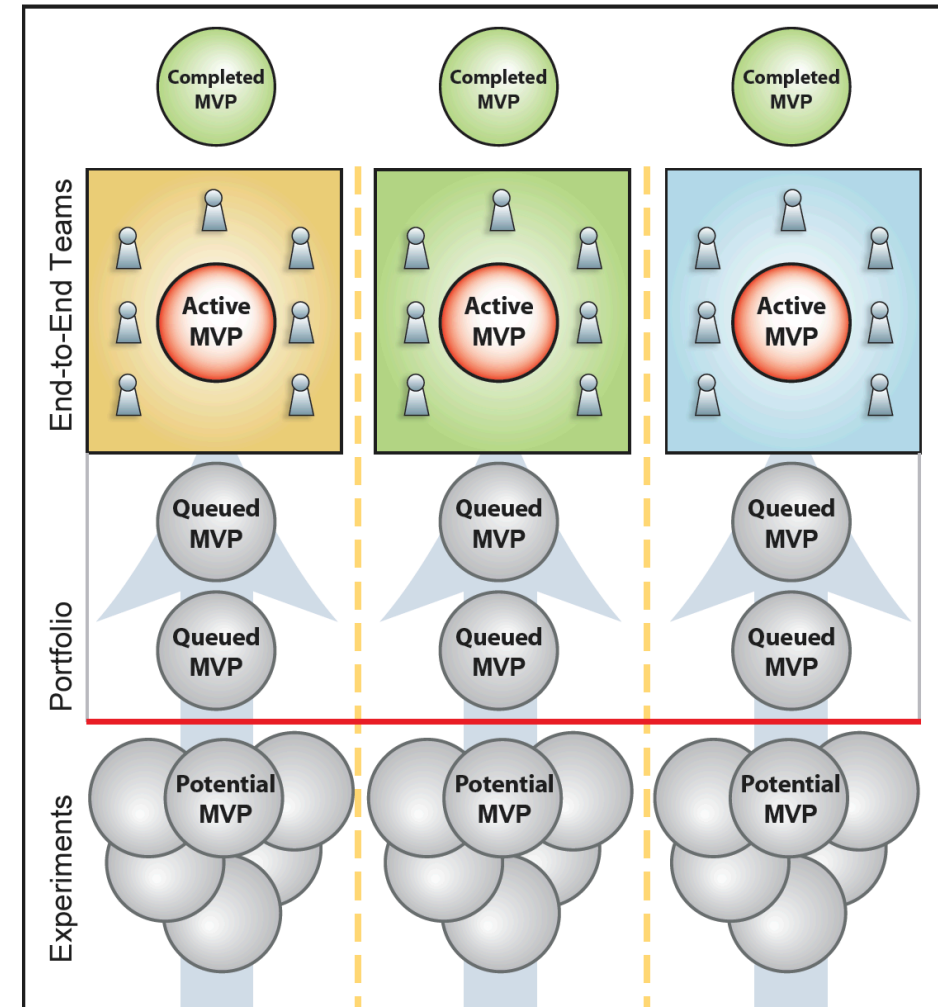 Completed
MVP
Completed
MVP
Completed
MVP
End-to-End Teams
Active
MVP
Active
MVP
Active
MVP
Portfolio
Queued
MVP
Queued
MVP
Queued
MVP
Queued
MVP
Queued
MVP
Queued
MVP
Experiments
Potential
MVP
Potential
MVP
Potential
MVP